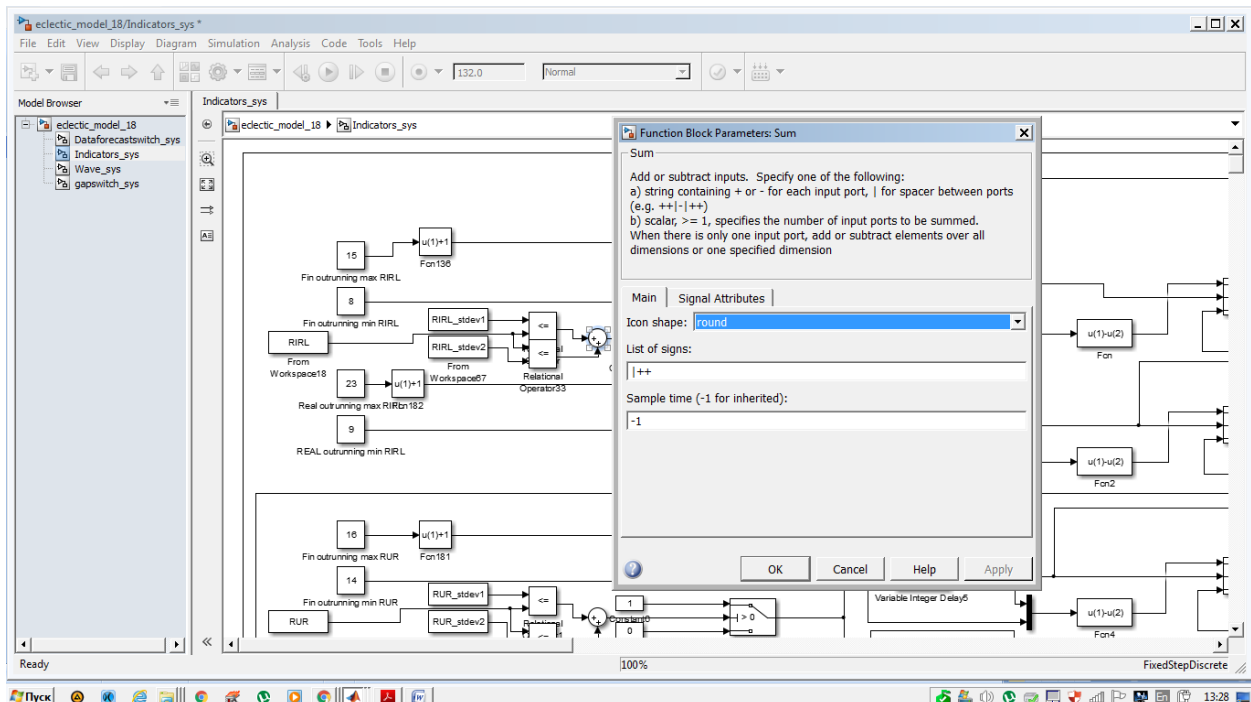 eclectic_model_18/Indicators_sys *
File Edit View Display Diagram Simulation Analysis Code Tools Help
132.0
Normal
Model Browser
Indicators_sys
eclectic_model_18
Dataforecastswitch_sys
Indicators_sys
Wave_sys
gapswitch_sys
eclectic_model_18 Indicators_sys
15
Fin outrunning max RIRL
u(1)+1
Fcn136
8
Fin outrunning min RIRL
RIRL
From
Workspace18
RIRL_stdev1
RIRL_stdev2
From
Workspace67
<=
<=
Relational
Operator33
23
Real outrunning max RIRL
u(1)+1
Fcn182
9
REAL outrunning min RIRL
16
Fin outrunning max RUR
u(1)+1
Fcn181
14
Fin outrunning min RUR
RUR
RUR_stdev1
RUR_stdev2
<=
<=
1
0
> 0
Function Block Parameters: Sum
Sum
Add or subtract inputs. Specify one of the following:
a) string containing + or - for each input port, | for spacer between ports
(e.g. ++|-|++)
b) scalar, >= 1, specifies the number of input ports to be summed.
When there is only one input port, add or subtract elements over all
dimensions or one specified dimension
Main
Signal Attributes
Icon shape: round
List of signs:
|++
Sample time (-1 for inherited):
-1
OK
Cancel
Help
Apply
u(1)-u(2)
Fcn
u(1)-u(2)
Fcn2
Variable Integer Delay5
u(1)-u(2)
Fcn4
Ready
100%
FixedStepDiscrete
Пуск
13:28